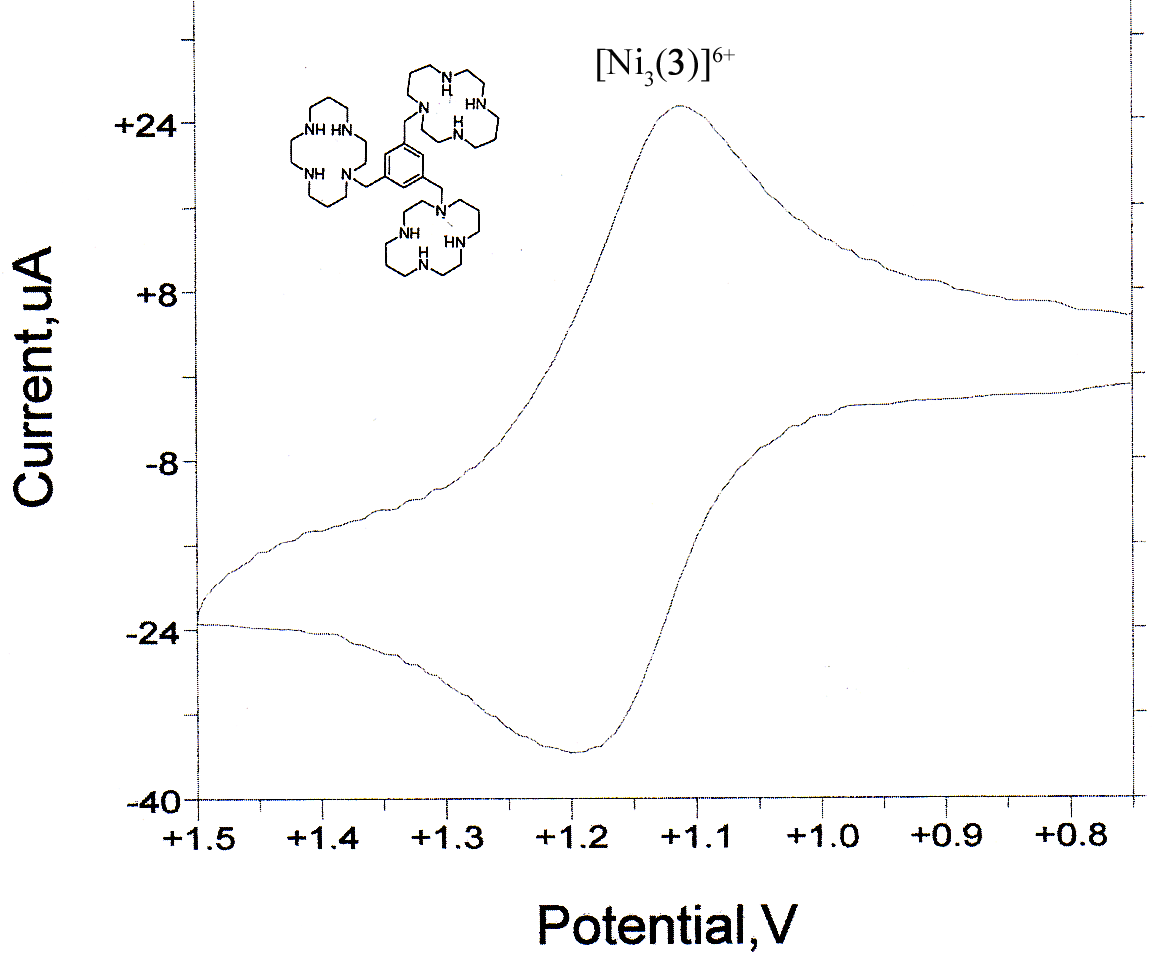 [Ni3(3)]6+
H
N
N
HN
H
N
NH HN
NH
N
N
NH
HN
H
N
+24
+8
-8
-24
-40
+1.5 +1.4 +1.3 +1.2 +1.1 +1.0 +0.9 +0.8
Current,uA
Potential,V